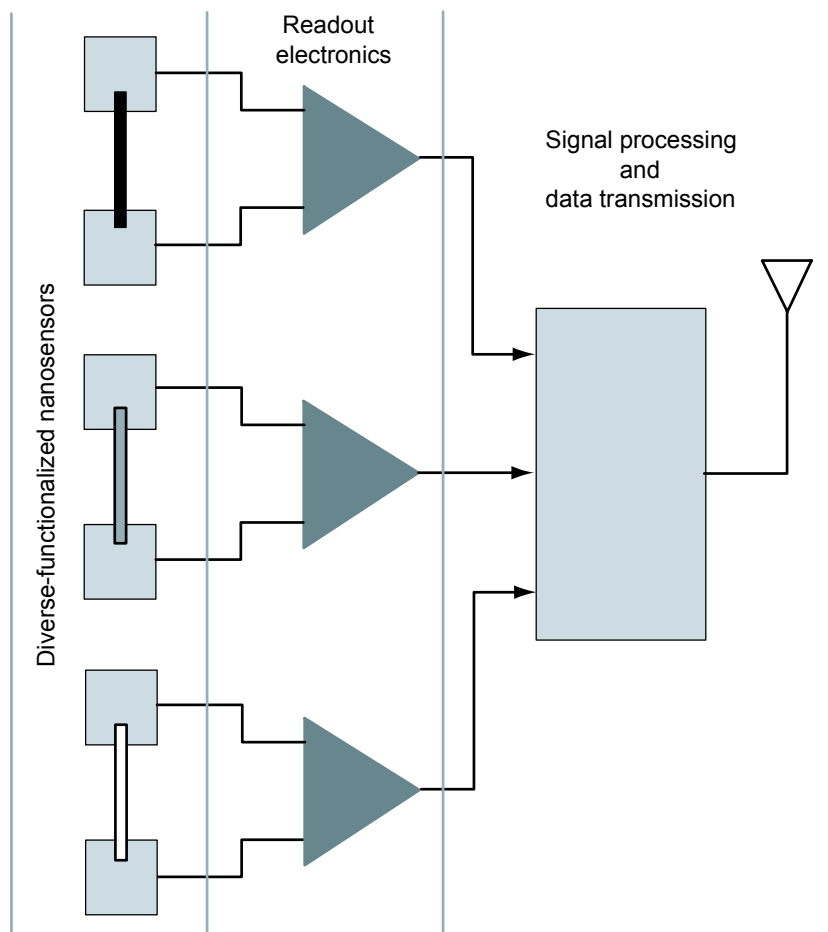 Diverse-functionalized nanosensors
Readout
electronics
Signal processing
and
data transmission